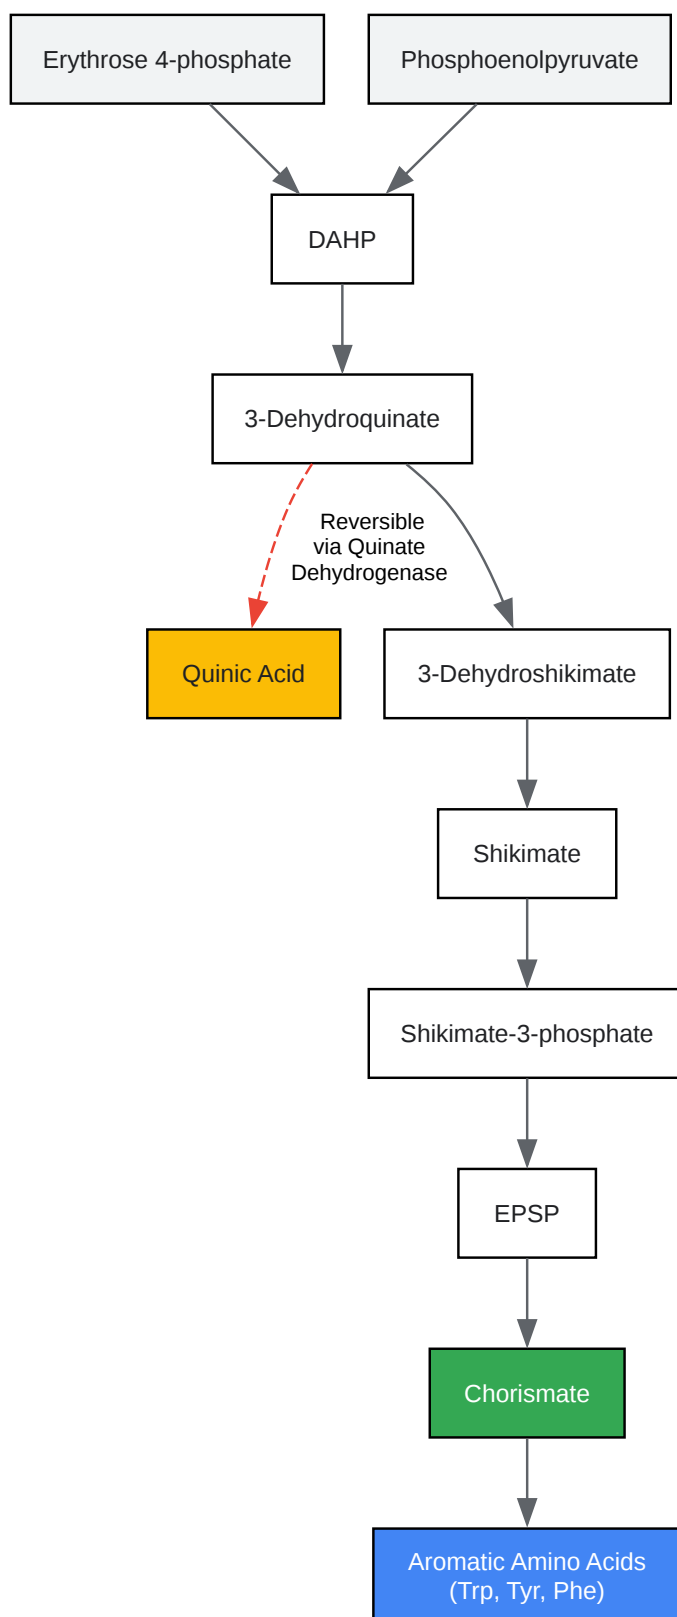 Erythrose 4-phosphate
Phosphoenolpyruvate
DAHP
3-Dehydroquinate
Reversible
via Quinate
Dehydrogenase
Quinic Acid
3-Dehydroshikimate
Shikimate
Shikimate-3-phosphate
EPSP
Chorismate
Aromatic Amino Acids
(Trp, Tyr, Phe)